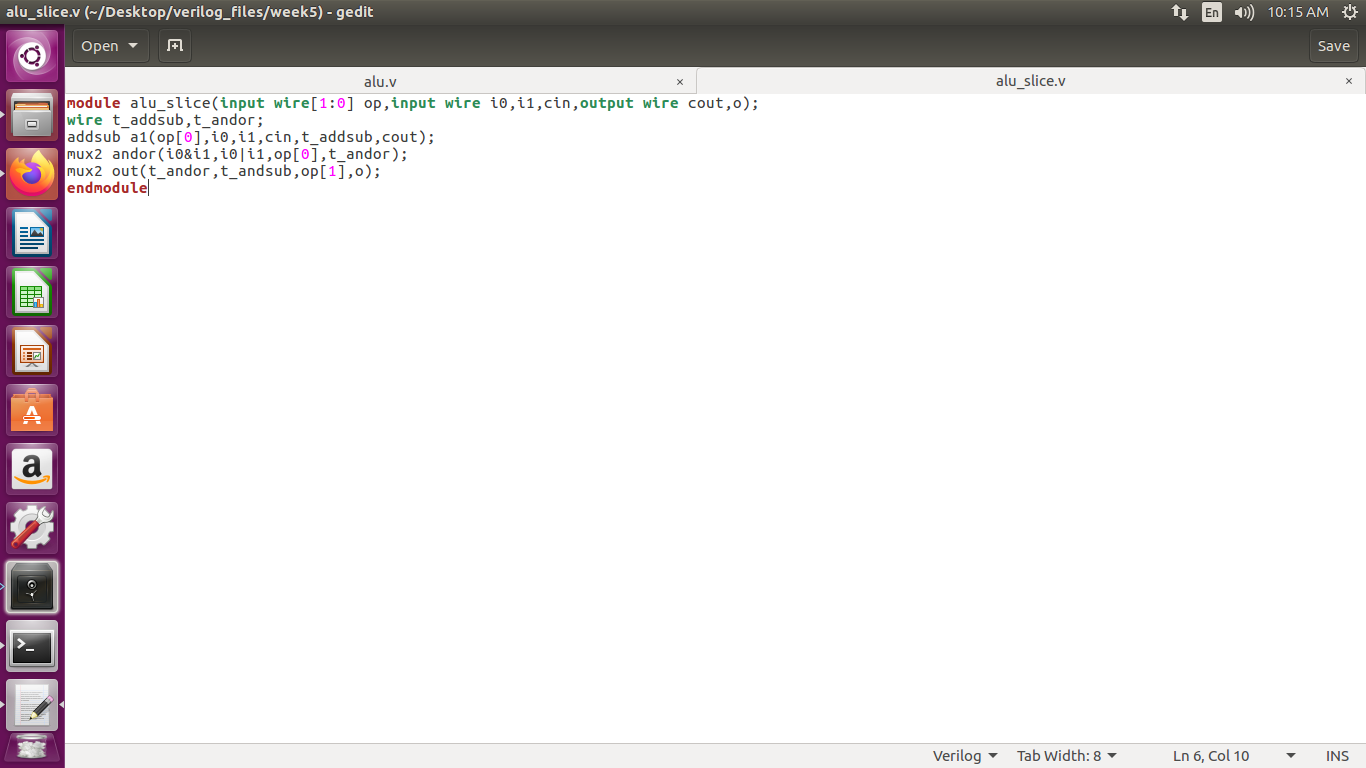 alu_slice.v (~/Desktop/verilog_files/week5) - gedit
En
10:15 AM
Open
Save
alu.v
×
alu_slice.v
×
module alu_slice(input wire[1:0] op,input wire i0,i1,cin,output wire cout,o);
wire t_addsub,t_andor;
addsub a1(op[0],i0,i1,cin,t_addsub,cout);
mux2 andor(i0&i1,i0|i1,op[0],t_andor);
mux2 out(t_andor,t_andsub,op[1],o);
endmodule
A
a
>_
Verilog
Tab Width: 8
Ln 6, Col 10
INS